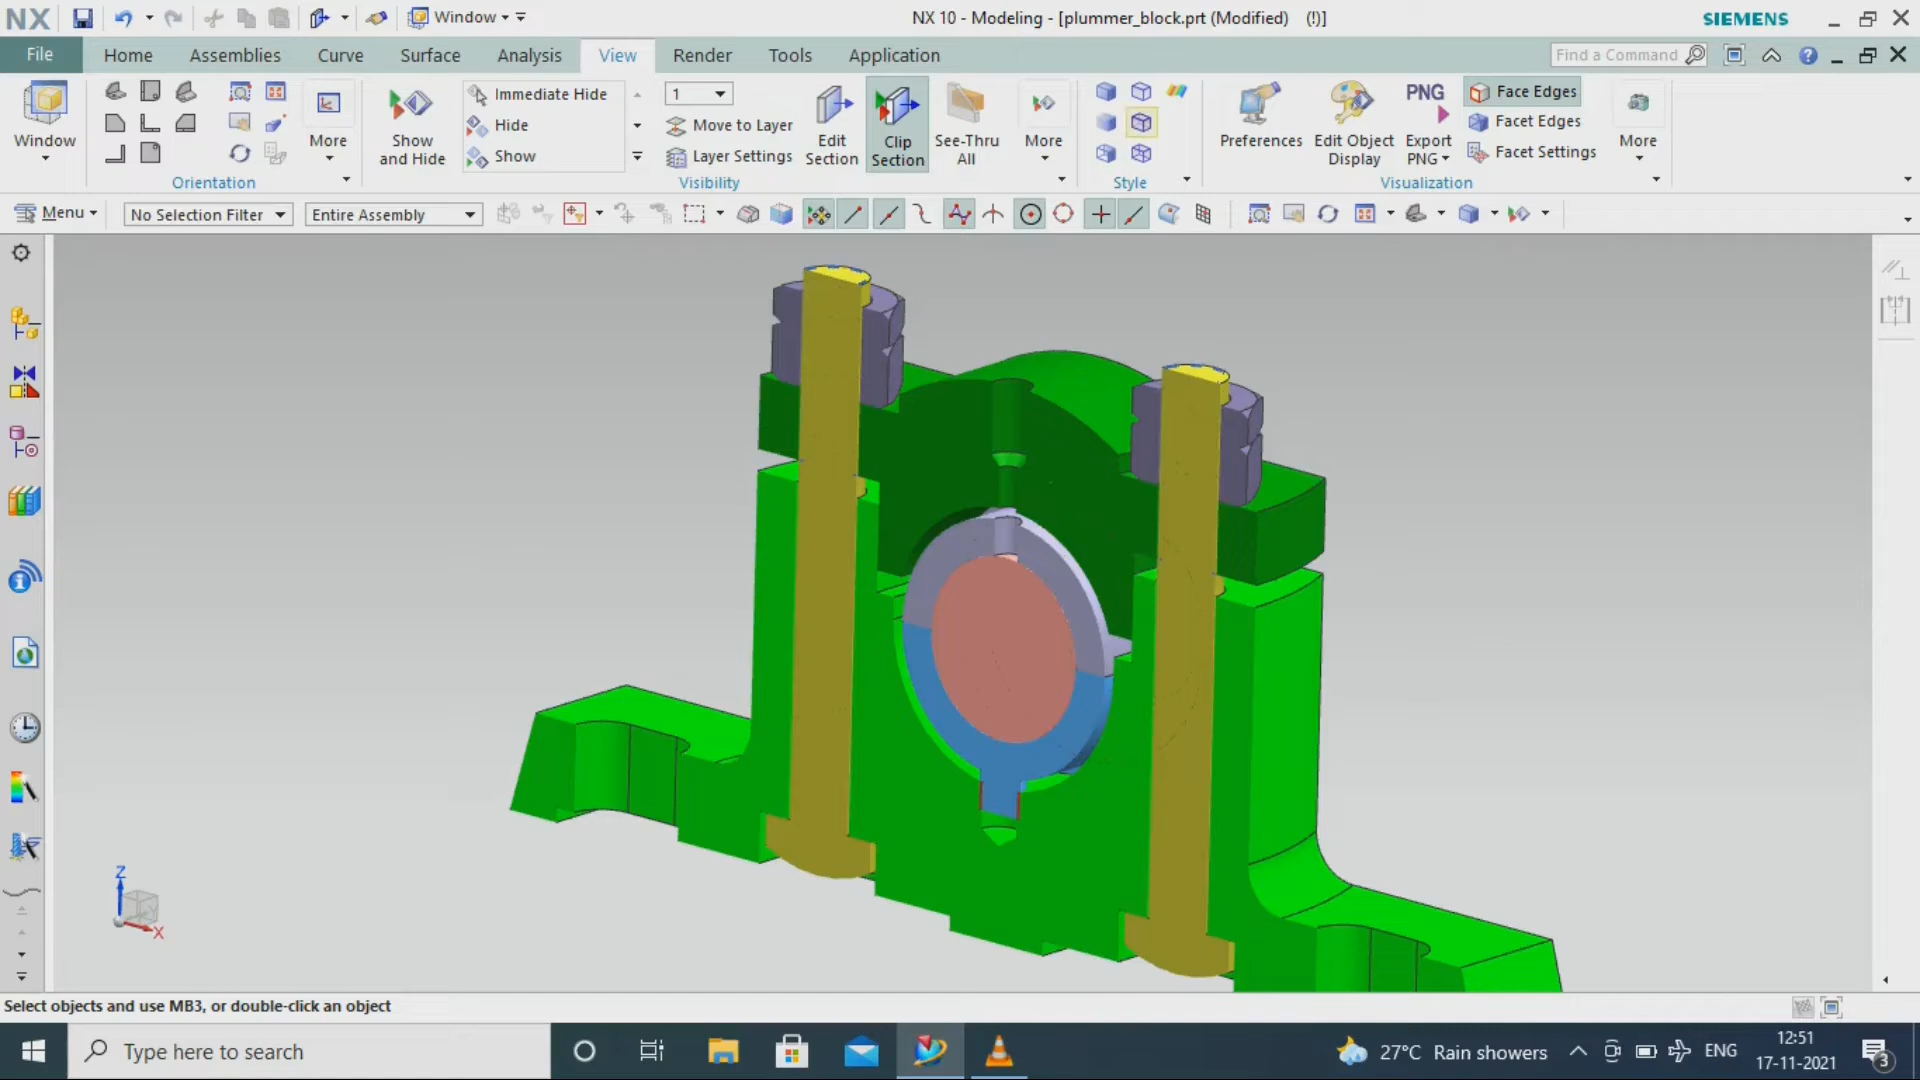 NX
Window
NX 10 - Modeling - [plummer_block.prt (Modified) (!)]
SIEMENS
File
Home
Assemblies
Curve
Surface
Analysis
View
Render
Tools
Application
Find a Command
Window
More
Orientation
Show and Hide
Immediate Hide
Hide
Show
1
Move to Layer
Layer Settings
Visibility
Edit Section
Clip Section
See-Thru All
More
Style
Preferences
Edit Object Display
PNG
Export PNG
Face Edges
Facet Edges
Facet Settings
Visualization
More
Menu
No Selection Filter
Entire Assembly
Z
X
Select objects and use MB3, or double-click an object
Type here to search
27°C Rain showers
ENG
12:51
17-11-2021
3